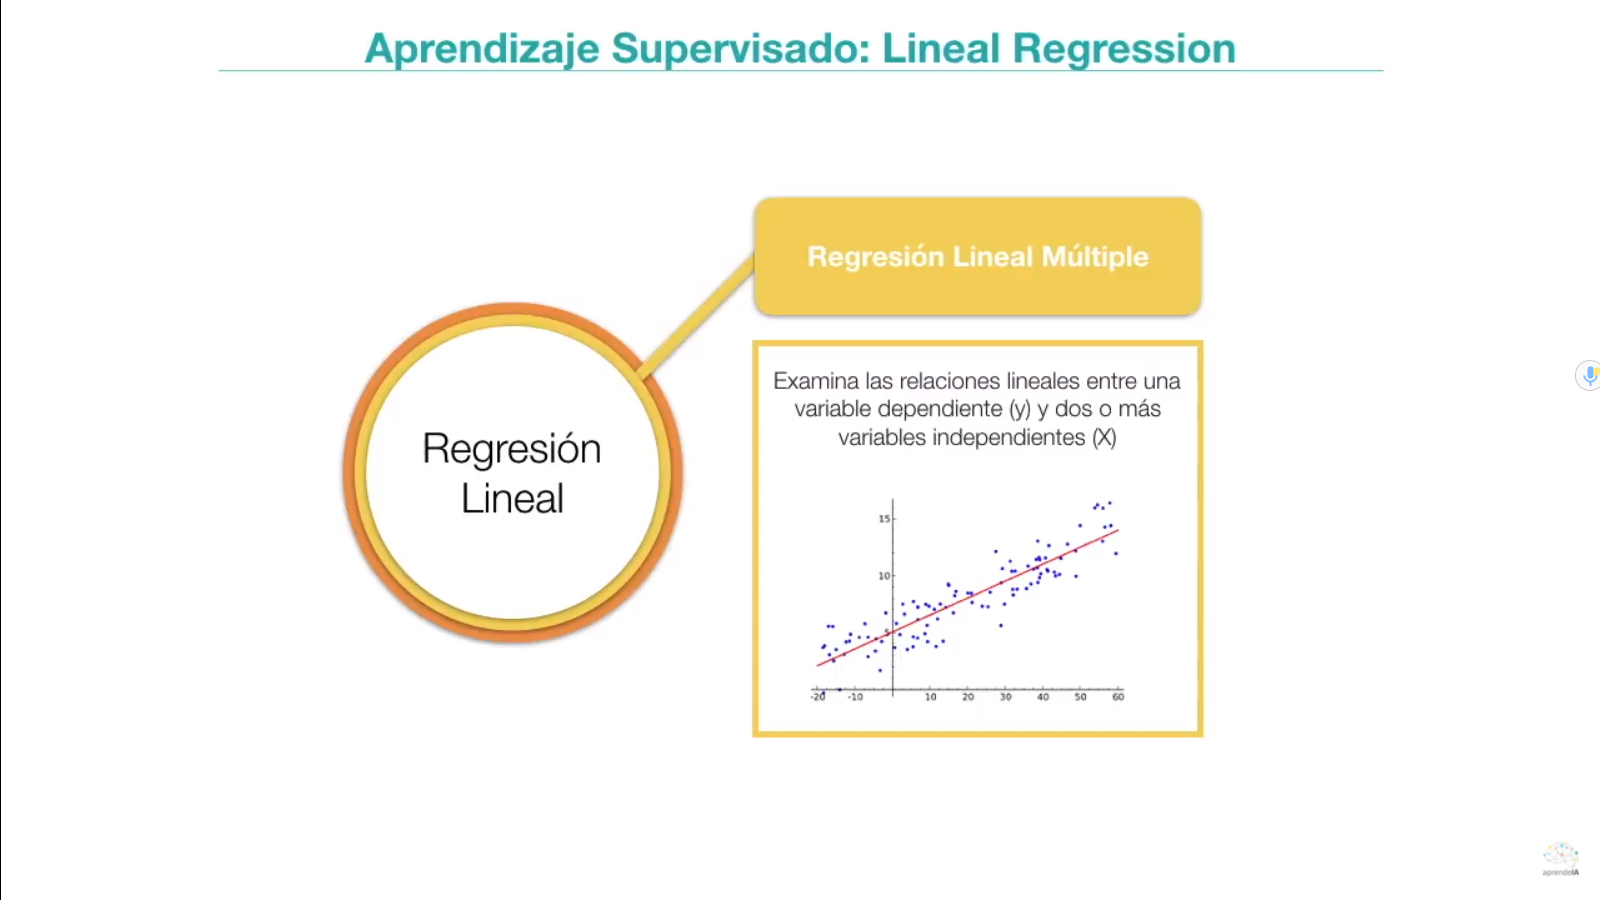 Aprendizaje Supervisado: Lineal Regression
Regresión Lineal Múltiple
Regresión
Lineal
Examina las relaciones lineales entre una
variable dependiente (y) y dos o más
variables independientes (X)
15
10
5
-20 -10 10 20 30 40 50 60
aprendeIA